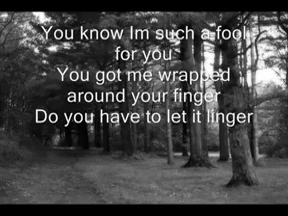 You know Im such a fool
for you
You got me wrapped
around your finger
Do you have to let it linger